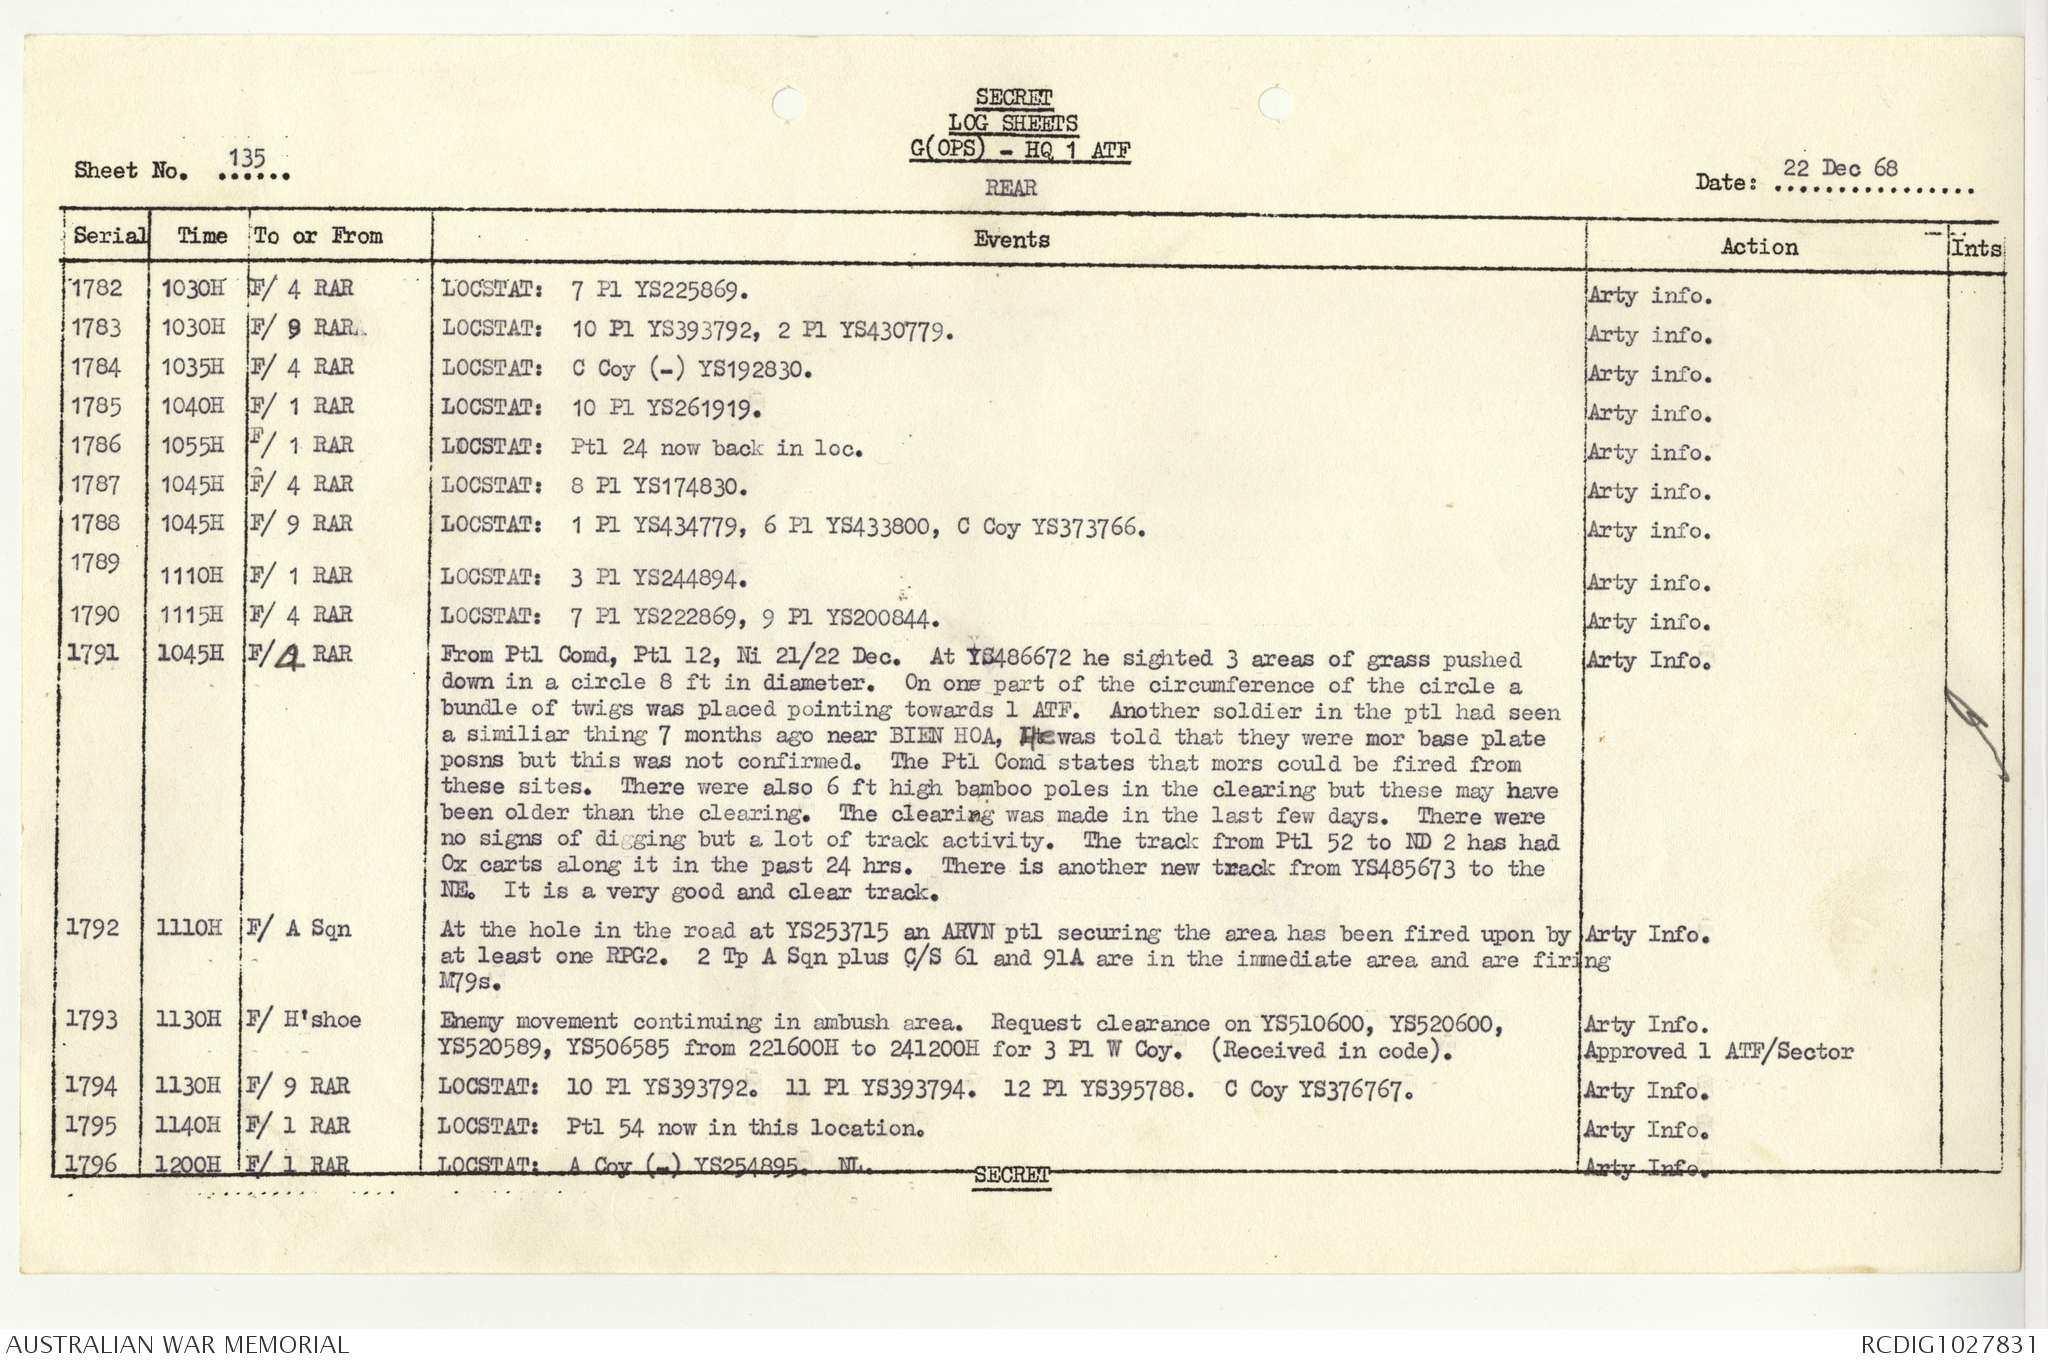 SECRET
LOG SHEETS
G(OPS) - HQ 1 ATF
REAR
Sheet No. 135
Date: 22 Dec 68
Serial Time To or From Events Action Ints
1782 1030H F/ 4 RAR LOCSTAT: 7 Pl YS225869. Arty info.
1783 1030H F/ 9 RAR LOCSTAT: 10 Pl YS393792, 2 Pl YS430779. Arty info.
1784 1035H F/ 4 RAR LOCSTAT: C Coy (-) YS192830. Arty info.
1785 1040H F/ 1 RAR LOCSTAT: 10 Pl YS261919. Arty info.
1786 1055H F/ 1 RAR LOCSTAT: Ptl 24 now back in loc. Arty info.
1787 1045H F/ 4 RAR LOCSTAT: 8 Pl YS174830. Arty info.
1788 1045H F/ 9 RAR LOCSTAT: 1 Pl YS434779, 6 Pl YS433800, C Coy YS373766. Arty info.
1789 1110H F/ 1 RAR LOCSTAT: 3 Pl YS244894. Arty info.
1790 1115H F/ 4 RAR LOCSTAT: 7 Pl YS222869, 9 Pl YS200844. Arty info.
1791 1045H F/ 4 RAR From Ptl Comd, Ptl 12, Ni 21/22 Dec. At YS486672 he sighted 3 areas of grass pushed Arty Info.
down in a circle 8 ft in diameter. On one part of the circumference of the circle a
bundle of twigs was placed pointing towards 1 ATF. Another soldier in the ptl had seen
a similiar thing 7 months ago near BIEN HOA, He was told that they were mor base plate
posns but this was not confirmed. The Ptl Comd states that mors could be fired from
these sites. There were also 6 ft high bamboo poles in the clearing but these may have
been older than the clearing. The clearing was made in the last few days. There were
no signs of digging but a lot of track activity. The track from Ptl 52 to ND 2 has had
Ox carts along it in the past 24 hrs. There is another new track from YS485673 to the
NE. It is a very good and clear track.
1792 1110H F/ A Sqn At the hole in the road at YS253715 an ARVN ptl securing the area has been fired upon by Arty Info.
at least one RPG2. 2 Tp A Sqn plus C/S 61 and 91A are in the immediate area and are firing
M79s.
1793 1130H F/ H'shoe Enemy movement continuing in ambush area. Request clearance on YS510600, YS520600, Arty Info.
YS520589, YS506585 from 221600H to 241200H for 3 Pl W Coy. (Received in code). Approved 1 ATF/Sector
1794 1130H F/ 9 RAR LOCSTAT: 10 Pl YS393792. 11 Pl YS393794. 12 Pl YS395788. C Coy YS376767. Arty Info.
1795 1140H F/ 1 RAR LOCSTAT: Ptl 54 now in this location. Arty Info.
1796 1200H F/ 1 RAR LOCSTAT: A Coy (-) YS254895. NL. Arty Info.
SECRET
AUSTRALIAN WAR MEMORIAL
RCDIG1027831